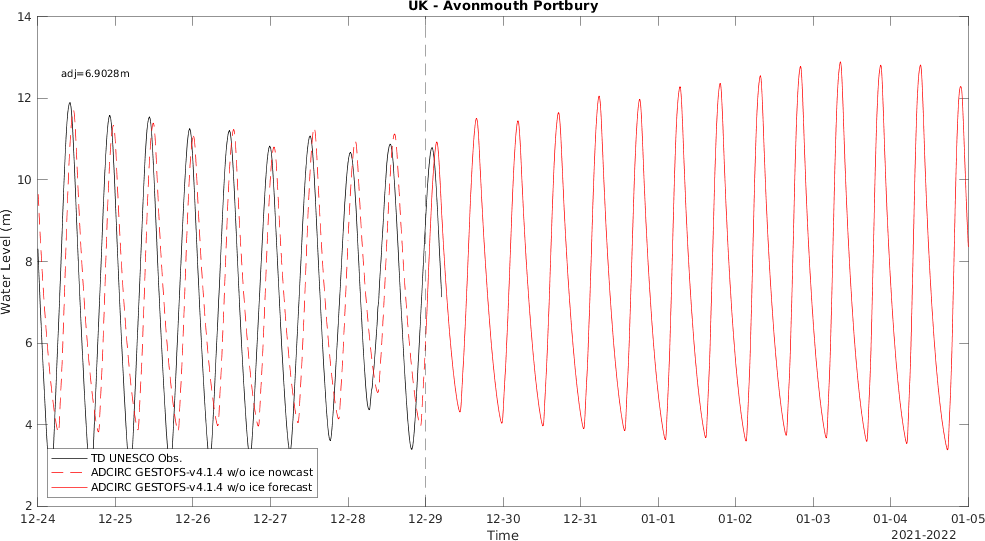 UK - Avonmouth Portbury
14
12
10
8
6
4
2
Water Level (m)
adj=6.9028m
TD UNESCO Obs.
ADCIRC GESTOFS-v4.1.4 w/o ice nowcast
ADCIRC GESTOFS-v4.1.4 w/o ice forecast
12-24 12-25 12-26 12-27 12-28 12-29 12-30 12-31 01-01 01-02 01-03 01-04 01-05
Time
2021-2022